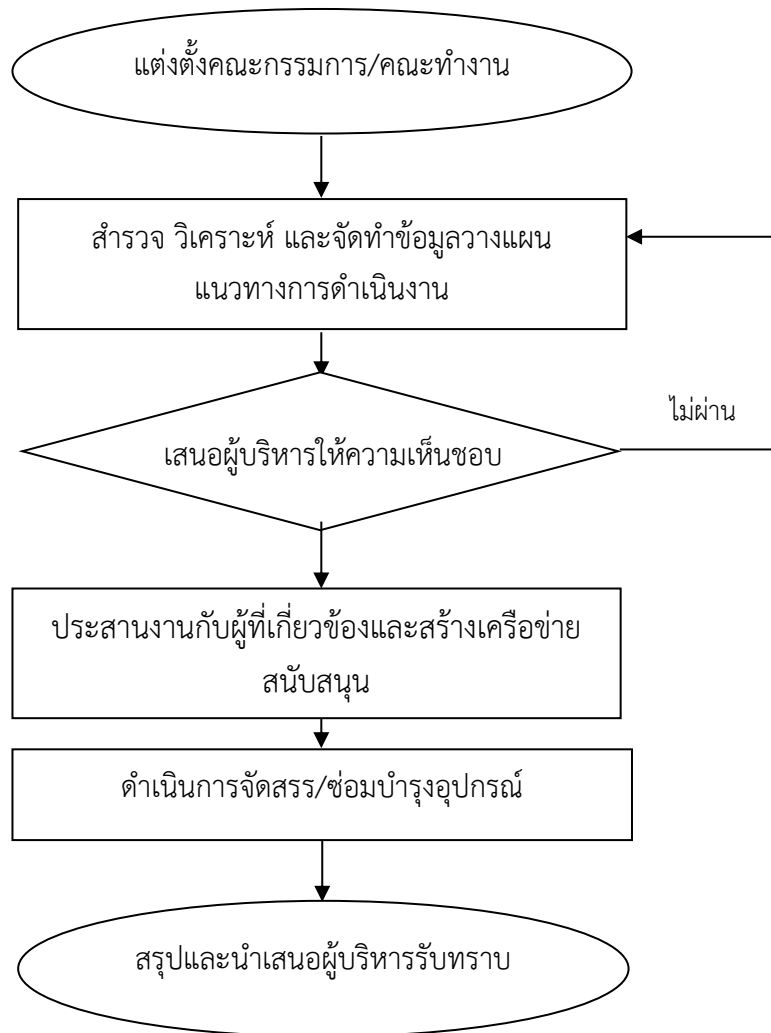 แต่งตั้งคณะกรรมการ/คณะทำงาน
สำรวจ วิเคราะห์ และจัดทำข้อมูลวางแผน
แนวทางการดำเนินงาน
ไม่ผ่าน
เสนอผู้บริหารให้ความเห็นชอบ
ประสานงานกับผู้ที่เกี่ยวข้องและสร้างเครือข่าย
สนับสนุน
ดำเนินการจัดสรร/ซ่อมบำรุงอุปกรณ์
สรุปและนำเสนอผู้บริหารรับทราบ